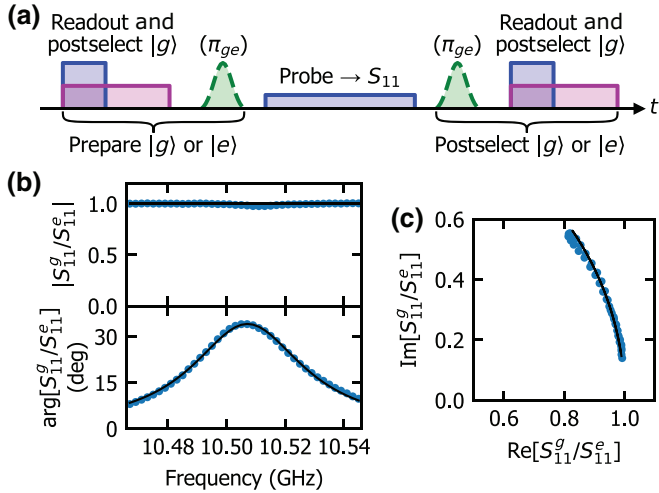 (a)
Readout and
postselect |g⟩
(π_ge)
Probe → S_11
(π_ge)
Readout and
postselect |g⟩
t
Prepare |g⟩ or |e⟩
Postselect |g⟩ or |e⟩
(b)
|S^g_11/S^e_11|
1.0
0.5
0.0
arg[S^g_11/S^e_11]
(deg)
30
15
0
10.48 10.50 10.52 10.54
Frequency (GHz)
(c)
Im[S^g_11/S^e_11]
0.6
0.4
0.2
0.0
0.6 0.8 1.0
Re[S^g_11/S^e_11]